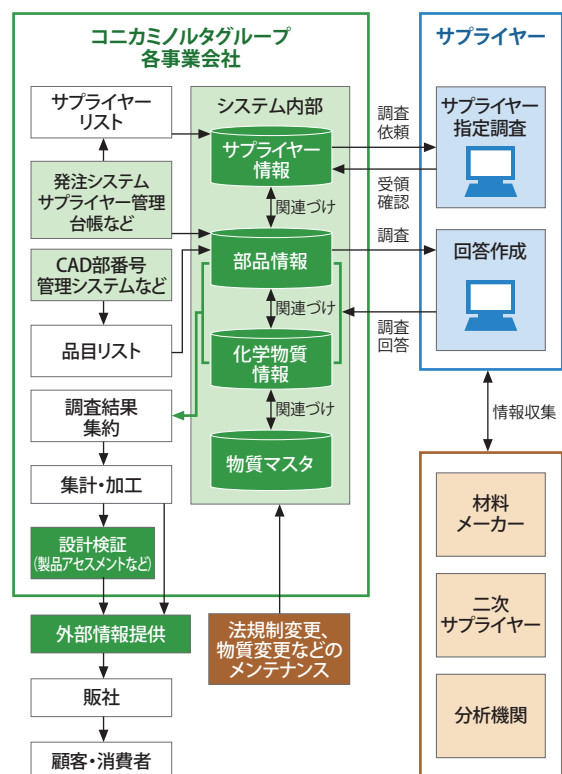 コニカミノルタグループ
各事業会社
サプライヤー
リスト
発注システム
サプライヤー管理
台帳など
CAD部番号
管理システムなど
品目リスト
調査結果
集約
集計・加工
設計検証
(製品アセスメントなど)
外部情報提供
販社
顧客・消費者
システム内部
サプライヤー
情報
関連づけ
部品情報
関連づけ
化学物質
情報
関連づけ
物質マスタ
法規制変更、
物質変更などの
メンテナンス
調査
依頼
受領
確認
調査
調査
回答
サプライヤー
サプライヤー
指定調査
回答作成
情報収集
材料
メーカー
二次
サプライヤー
分析機関